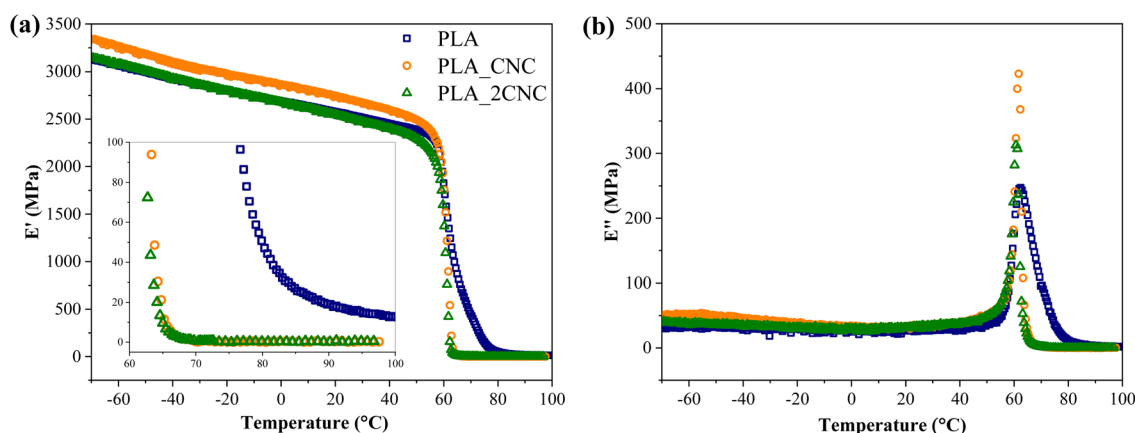 (a)
3500
3000
2500
2000
1500
1000
500
0
E' (MPa)
PLA
PLA_CNC
PLA_2CNC
100
80
60
40
20
0
60 70 80 90 100
-60 -40 -20 0 20 40 60 80 100
Temperature (°C)
(b)
500
400
300
200
100
0
E" (MPa)
-60 -40 -20 0 20 40 60 80 100
Temperature (°C)